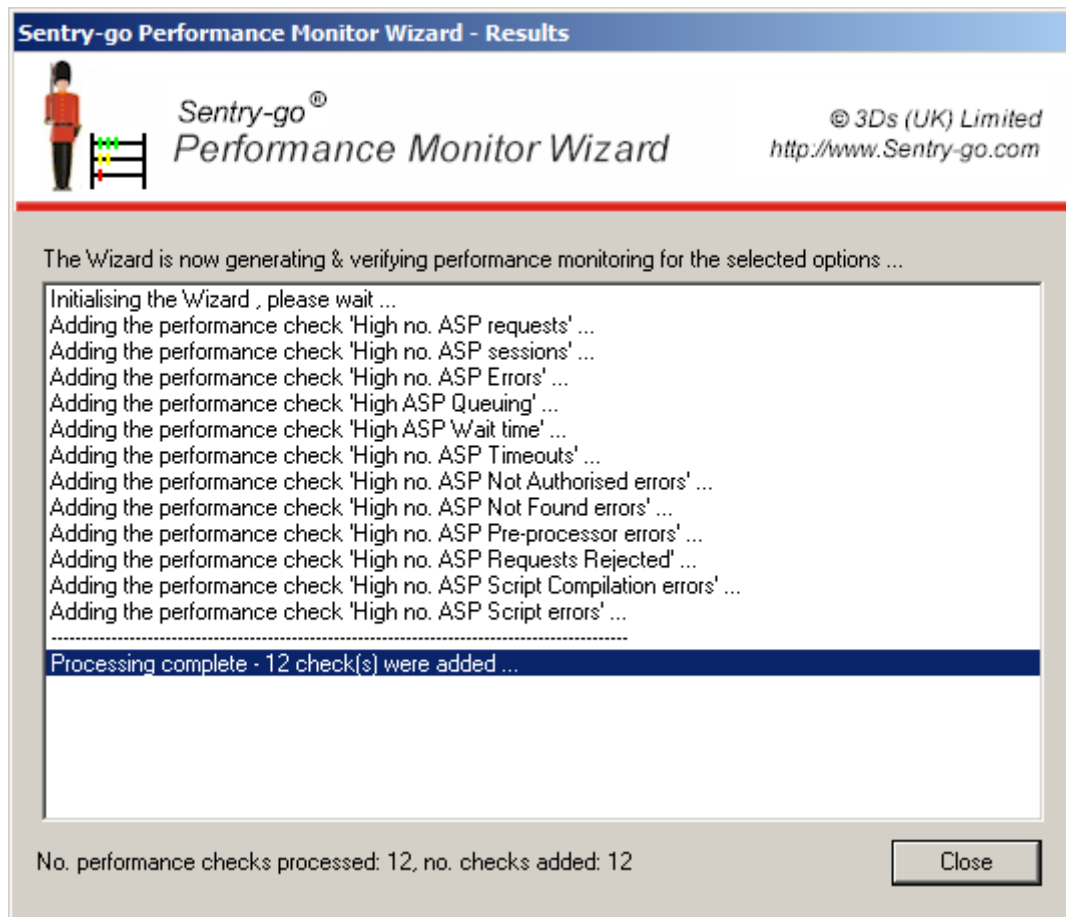 Sentry-go Performance Monitor Wizard - Results
Sentry-go®
Performance Monitor Wizard
© 3Ds (UK) Limited
http://www.Sentry-go.com
The Wizard is now generating & verifying performance monitoring for the selected options ...
Initialising the Wizard , please wait ...
Adding the performance check 'High no. ASP requests' ...
Adding the performance check 'High no. ASP sessions' ...
Adding the performance check 'High no. ASP Errors' ...
Adding the performance check 'High ASP Queuing' ...
Adding the performance check 'High ASP Wait time' ...
Adding the performance check 'High no. ASP Timeouts' ...
Adding the performance check 'High no. ASP Not Authorised errors' ...
Adding the performance check 'High no. ASP Not Found errors' ...
Adding the performance check 'High no. ASP Pre-processor errors' ...
Adding the performance check 'High no. ASP Requests Rejected' ...
Adding the performance check 'High no. ASP Script Compilation errors' ...
Adding the performance check 'High no. ASP Script errors' ...
------------------------------------------------------------------------------------------------
Processing complete - 12 check(s) were added ...
No. performance checks processed: 12, no. checks added: 12
Close